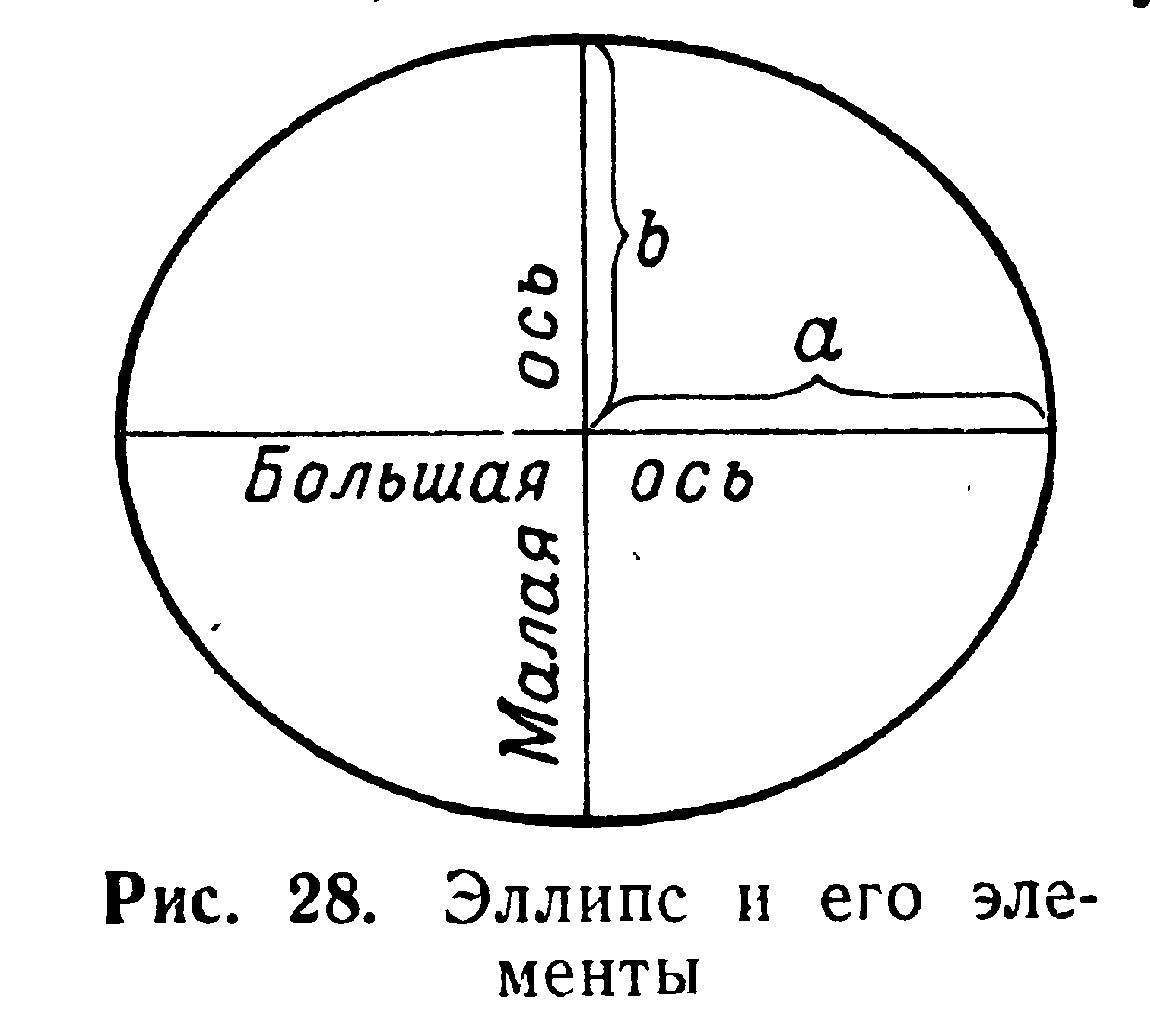 b
a
Большая ось
Малая ось
Рис. 28. Эллипс и его эле-
менты